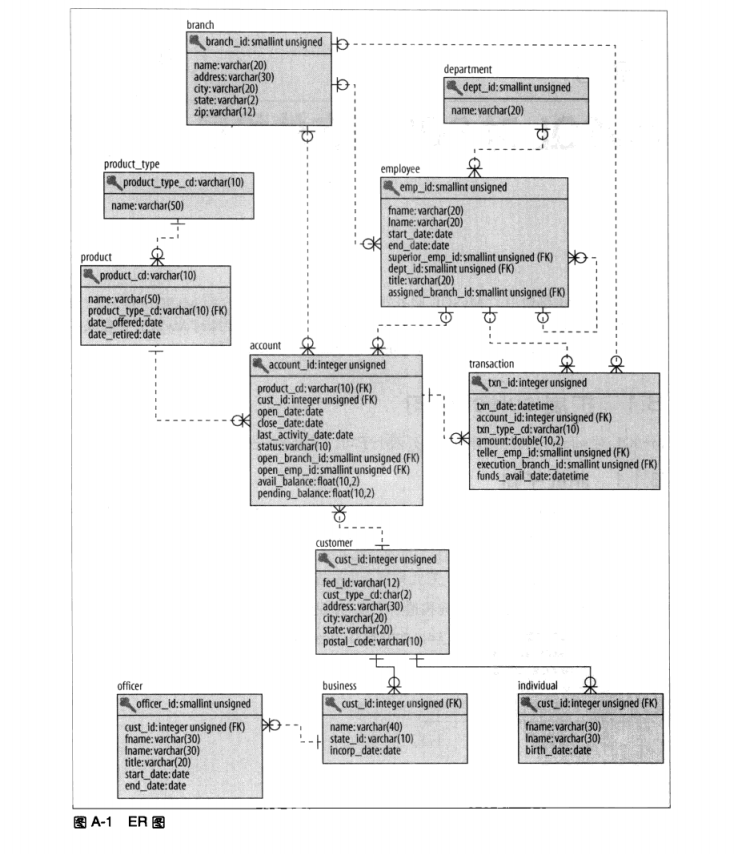 branch
branch_id:smallint unsigned
name:varchar(20)
address:varchar(30)
city:varchar(20)
state:varchar(2)
zip:varchar(12)
department
dept_id:smallint unsigned
name:varchar(20)
product_type
product_type_cd:varchar(10)
name:varchar(50)
employee
emp_id:smallint unsigned
fname:varchar(20)
lname:varchar(20)
start_date:date
end_date:date
superior_emp_id:smallint unsigned (FK)
dept_id:smallint unsigned (FK)
title:varchar(20)
assigned_branch_id:smallint unsigned (FK)
product
product_cd:varchar(10)
name:varchar(50)
product_type_cd:varchar(10) (FK)
date_offered:date
date_retired:date
account
account_id:integer unsigned
product_cd:varchar(10) (FK)
cust_id:integer unsigned (FK)
open_date:date
close_date:date
last_activity_date:date
status:varchar(10)
open_branch_id:smallint unsigned (FK)
open_emp_id:smallint unsigned (FK)
avail_balance:float(10,2)
pending_balance:float(10,2)
transaction
txn_id:integer unsigned
txn_date:datetime
account_id:integer unsigned (FK)
txn_type_cd:varchar(10)
amount:double(10,2)
teller_emp_id:smallint unsigned (FK)
execution_branch_id:smallint unsigned (FK)
funds_avail_date:datetime
customer
cust_id:integer unsigned
fed_id:varchar(12)
cust_type_cd:char(2)
address:varchar(30)
city:varchar(20)
state:varchar(20)
postal_code:varchar(10)
officer
officer_id:smallint unsigned
cust_id:integer unsigned (FK)
fname:varchar(30)
lname:varchar(30)
title:varchar(20)
start_date:date
end_date:date
business
cust_id:integer unsigned (FK)
name:varchar(40)
state_id:varchar(10)
incorp_date:date
individual
cust_id:integer unsigned (FK)
fname:varchar(30)
lname:varchar(30)
birth_date:date
图 A-1 ER 图